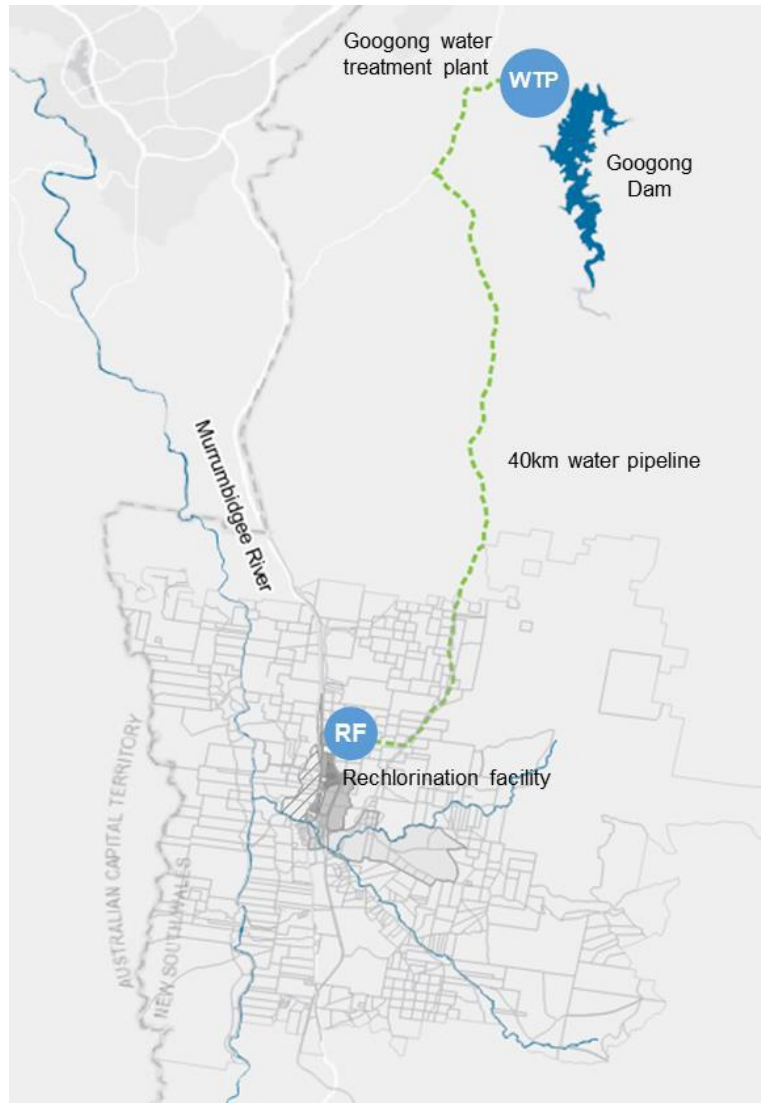 Googong water
treatment plant
WTP
Googong
Dam
40km water pipeline
Murrumbidgee River
RF
Rechlorination facility
AUSTRALIAN CAPITAL TERRITORY
NEW SOUTH WALES